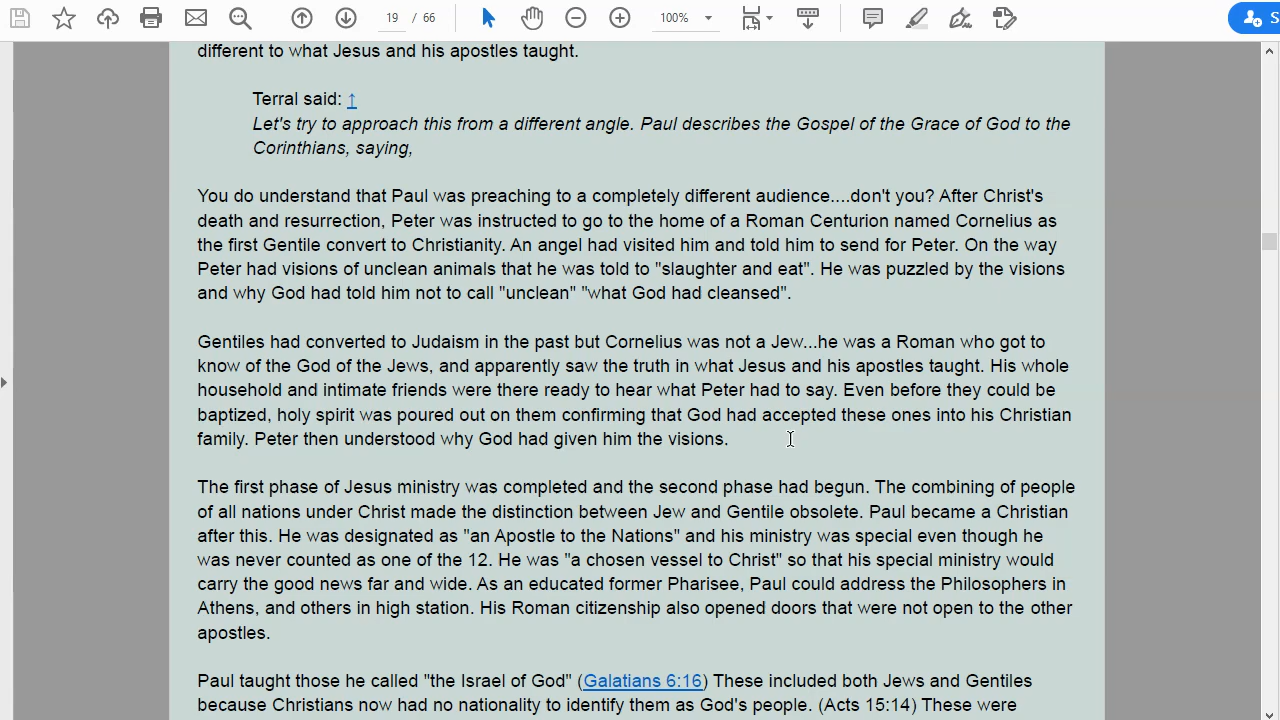 19 / 66
100%
S
different to what Jesus and his apostles taught.
Terral said: ↑
Let's try to approach this from a different angle. Paul describes the Gospel of the Grace of God to the
Corinthians, saying,
You do understand that Paul was preaching to a completely different audience....don't you? After Christ's
death and resurrection, Peter was instructed to go to the home of a Roman Centurion named Cornelius as
the first Gentile convert to Christianity. An angel had visited him and told him to send for Peter. On the way
Peter had visions of unclean animals that he was told to "slaughter and eat". He was puzzled by the visions
and why God had told him not to call "unclean" "what God had cleansed".
Gentiles had converted to Judaism in the past but Cornelius was not a Jew...he was a Roman who got to
know of the God of the Jews, and apparently saw the truth in what Jesus and his apostles taught. His whole
household and intimate friends were there ready to hear what Peter had to say. Even before they could be
baptized, holy spirit was poured out on them confirming that God had accepted these ones into his Christian
family. Peter then understood why God had given him the visions.
The first phase of Jesus ministry was completed and the second phase had begun. The combining of people
of all nations under Christ made the distinction between Jew and Gentile obsolete. Paul became a Christian
after this. He was designated as "an Apostle to the Nations" and his ministry was special even though he
was never counted as one of the 12. He was "a chosen vessel to Christ" so that his special ministry would
carry the good news far and wide. As an educated former Pharisee, Paul could address the Philosophers in
Athens, and others in high station. His Roman citizenship also opened doors that were not open to the other
apostles.
Paul taught those he called "the Israel of God" (Galatians 6:16) These included both Jews and Gentiles
because Christians now had no nationality to identify them as God's people. (Acts 15:14) These were